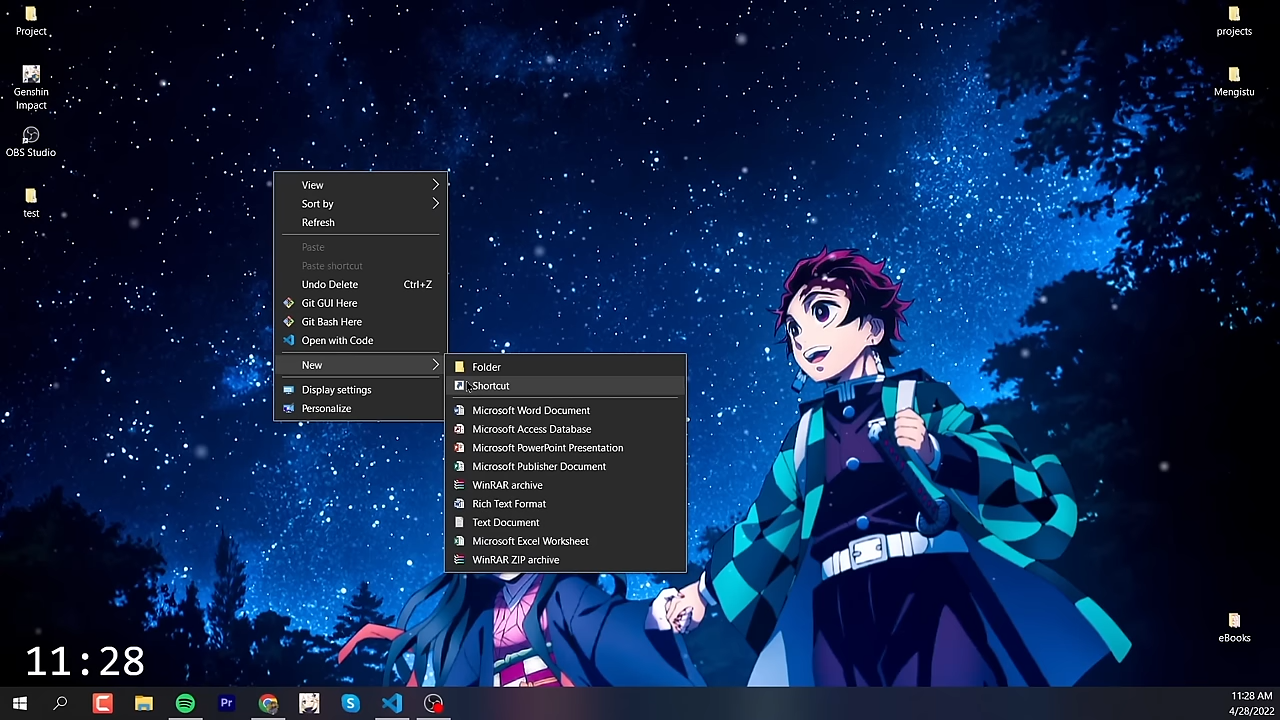 Project
Genshin
Impact
OBS Studio
test
projects
Mengistu
eBooks
View
Sort by
Refresh
Paste
Paste shortcut
Undo Delete Ctrl+Z
Git GUI Here
Git Bash Here
Open with Code
New
Display settings
Personalize
Folder
Shortcut
Microsoft Word Document
Microsoft Access Database
Microsoft PowerPoint Presentation
Microsoft Publisher Document
WinRAR archive
Rich Text Format
Text Document
Microsoft Excel Worksheet
WinRAR ZIP archive
11:28
Pr
11:28 AM
4/28/2022